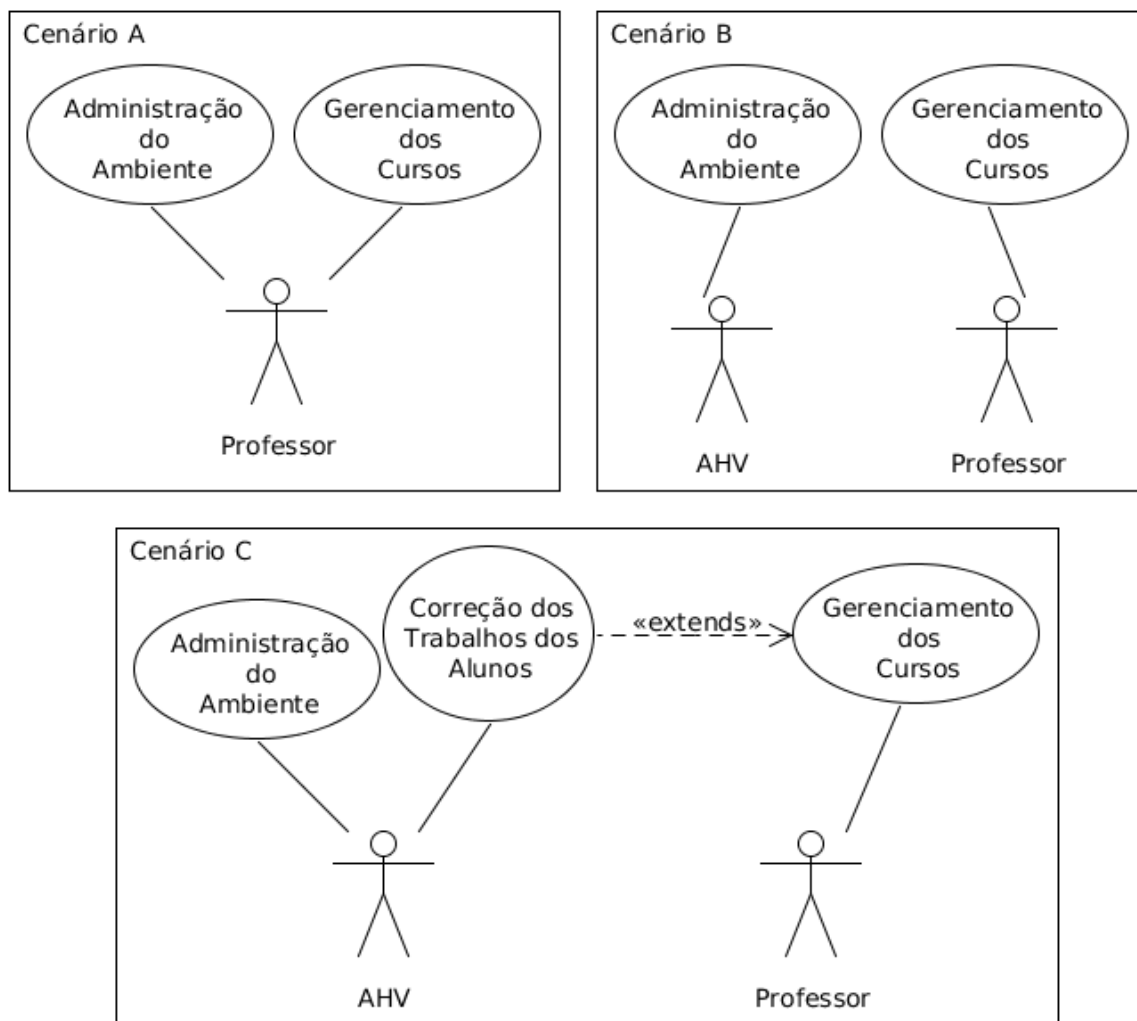 Cenário A
Administração
do
Ambiente
Gerenciamento
dos
Cursos
Professor
Cenário B
Administração
do
Ambiente
Gerenciamento
dos
Cursos
AHV
Professor
Cenário C
Administração
do
Ambiente
Correção dos
Trabalhos dos
Alunos
«extends»
Gerenciamento
dos
Cursos
AHV
Professor